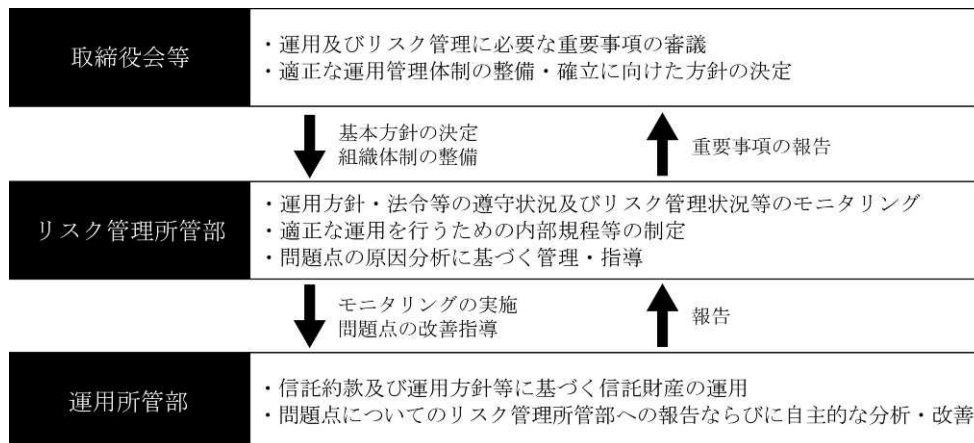 取締役会等
・運用及びリスク管理に必要な重要事項の審議
・適正な運用管理体制の整備・確立に向けた方針の決定
基本方針の決定
組織体制の整備
重要事項の報告
リスク管理所管部
・運用方針・法令等の遵守状況及びリスク管理状況等のモニタリング
・適正な運用を行うための内部規程等の制定
・問題点の原因分析に基づく管理・指導
モニタリングの実施
問題点の改善指導
報告
運用所管部
・信託約款及び運用方針等に基づく信託財産の運用
・問題点についてのリスク管理所管部への報告ならびに自主的な分析・改善